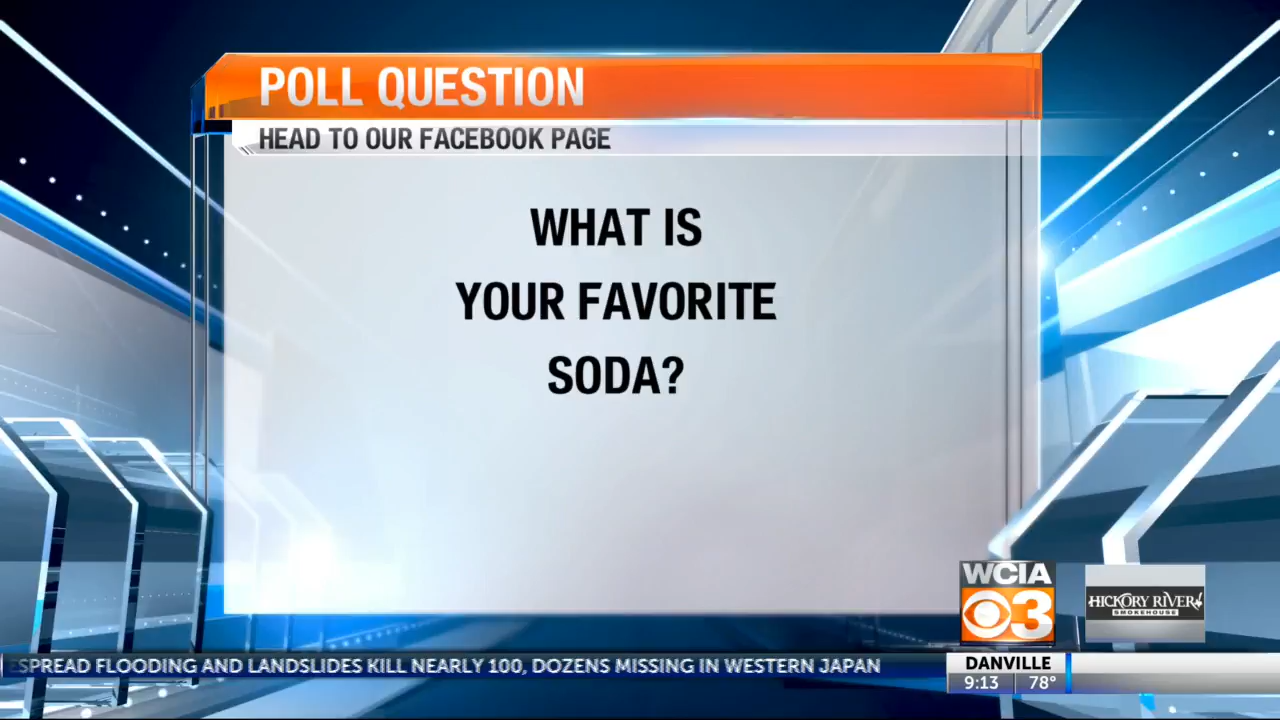 POLL QUESTION
HEAD TO OUR FACEBOOK PAGE
WHAT IS
YOUR FAVORITE
SODA?
WCIA
3
HICKORY RIVER
SMOKEHOUSE
ESPREAD FLOODING AND LANDSLIDES KILL NEARLY 100, DOZENS MISSING IN WESTERN JAPAN
DANVILLE
9:13 78°